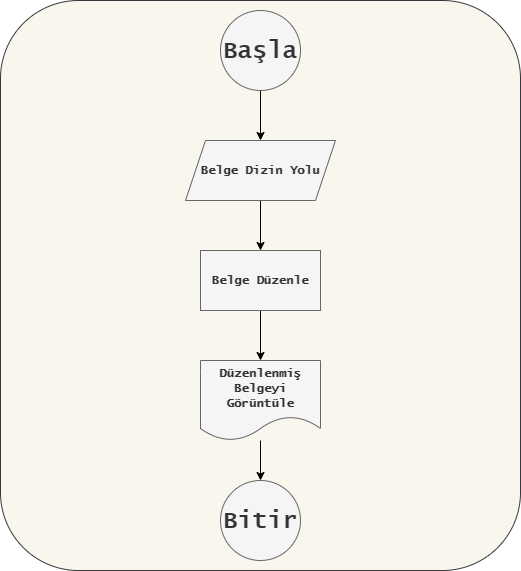 Başla
Belge Dizin Yolu
Belge Düzenle
Düzenlenmiş
Belgeyi
Görüntüle
Bitir